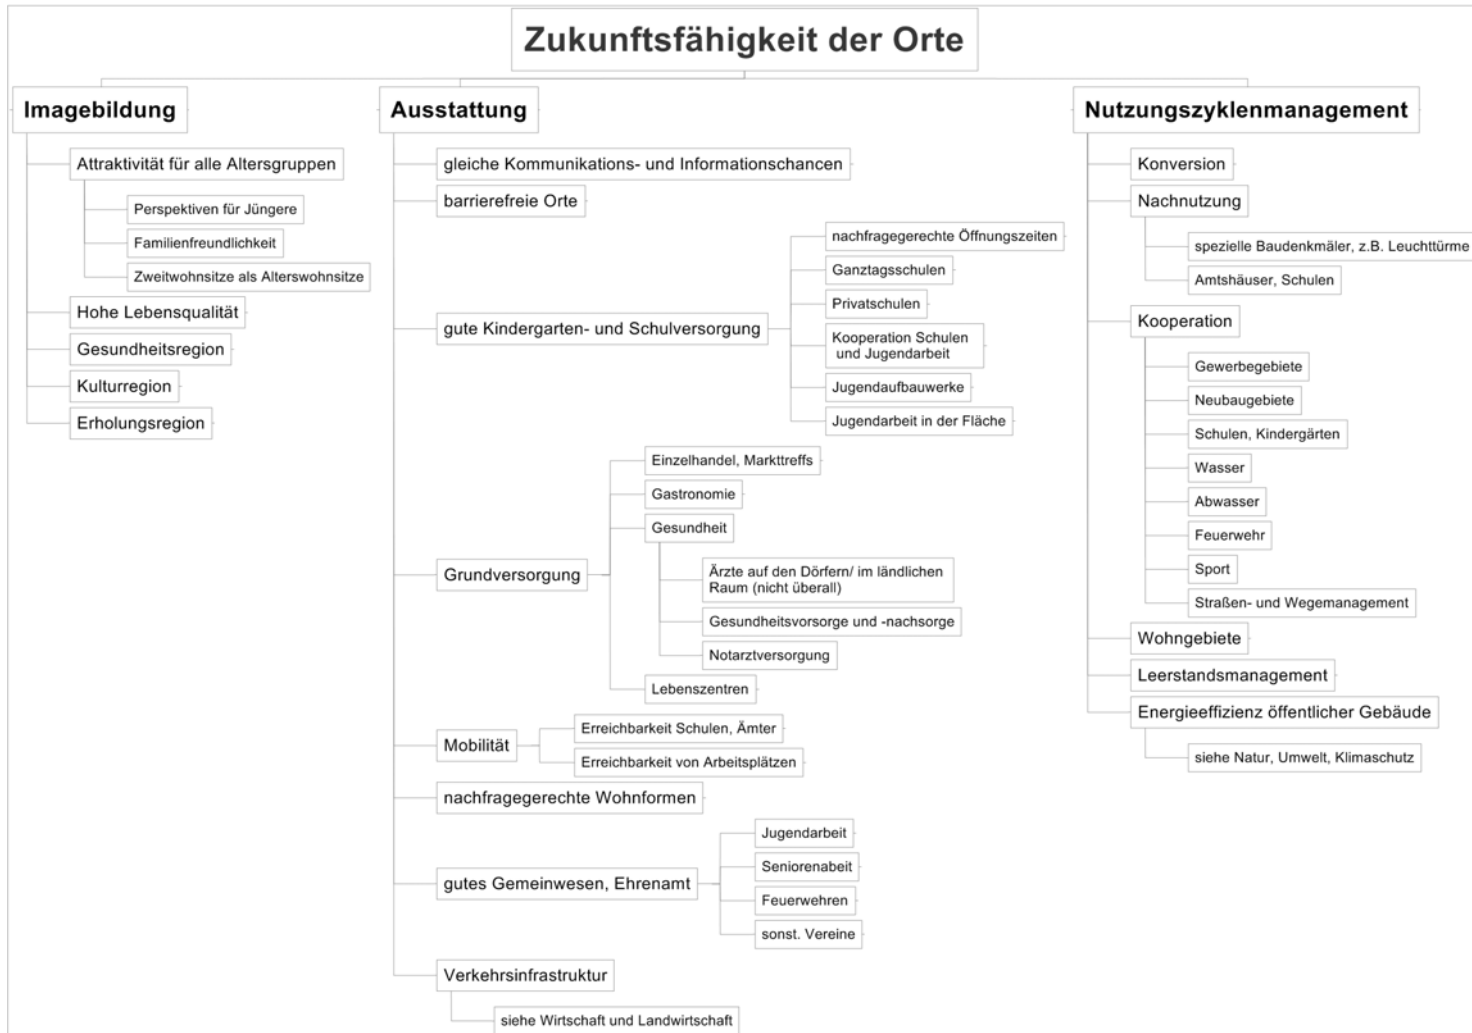 Zukunftsfähigkeit der Orte
Imagebildung
Attraktivität für alle Altersgruppen
Perspektiven für Jüngere
Familienfreundlichkeit
Zweitwohnsitze als Alterswohnsitze
Hohe Lebensqualität
Gesundheitsregion
Kulturregion
Erholungsregion
Ausstattung
gleiche Kommunikations- und Informationschancen
barrierefreie Orte
gute Kindergarten- und Schulversorgung
nachfragegerechte Öffnungszeiten
Ganztagsschulen
Privatschulen
Kooperation Schulen
und Jugendarbeit
Jugendaufbauwerke
Jugendarbeit in der Fläche
Grundversorgung
Einzelhandel, Markttreffs
Gastronomie
Gesundheit
Ärzte auf den Dörfern/ im ländlichen
Raum (nicht überall)
Gesundheitsvorsorge und -nachsorge
Notarztversorgung
Lebenszentren
Mobilität
Erreichbarkeit Schulen, Ämter
Erreichbarkeit von Arbeitsplätzen
nachfragegerechte Wohnformen
gutes Gemeinwesen, Ehrenamt
Jugendarbeit
Seniorenabeit
Feuerwehren
sonst. Vereine
Verkehrsinfrastruktur
siehe Wirtschaft und Landwirtschaft
Nutzungszyklenmanagement
Konversion
Nachnutzung
spezielle Baudenkmäler, z.B. Leuchttürme
Amtshäuser, Schulen
Kooperation
Gewerbegebiete
Neubaugebiete
Schulen, Kindergärten
Wasser
Abwasser
Feuerwehr
Sport
Straßen- und Wegemanagement
Wohngebiete
Leerstandsmanagement
Energieeffizienz öffentlicher Gebäude
siehe Natur, Umwelt, Klimaschutz